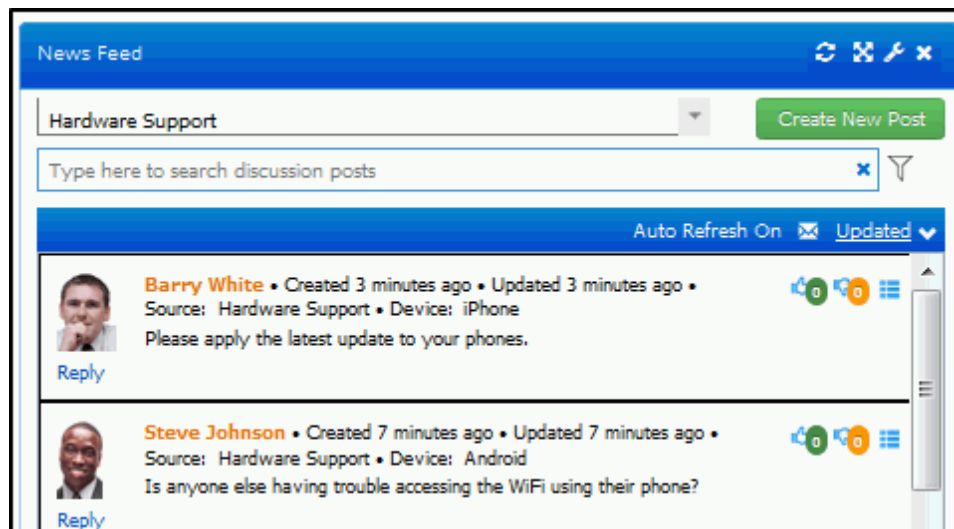 News Feed
Hardware Support
Create New Post
Type here to search discussion posts
Auto Refresh On Updated
Barry White • Created 3 minutes ago • Updated 3 minutes ago •
Source: Hardware Support • Device: iPhone
0 0
Please apply the latest update to your phones.
Reply
Steve Johnson • Created 7 minutes ago • Updated 7 minutes ago •
Source: Hardware Support • Device: Android
0 0
Is anyone else having trouble accessing the WiFi using their phone?
Reply